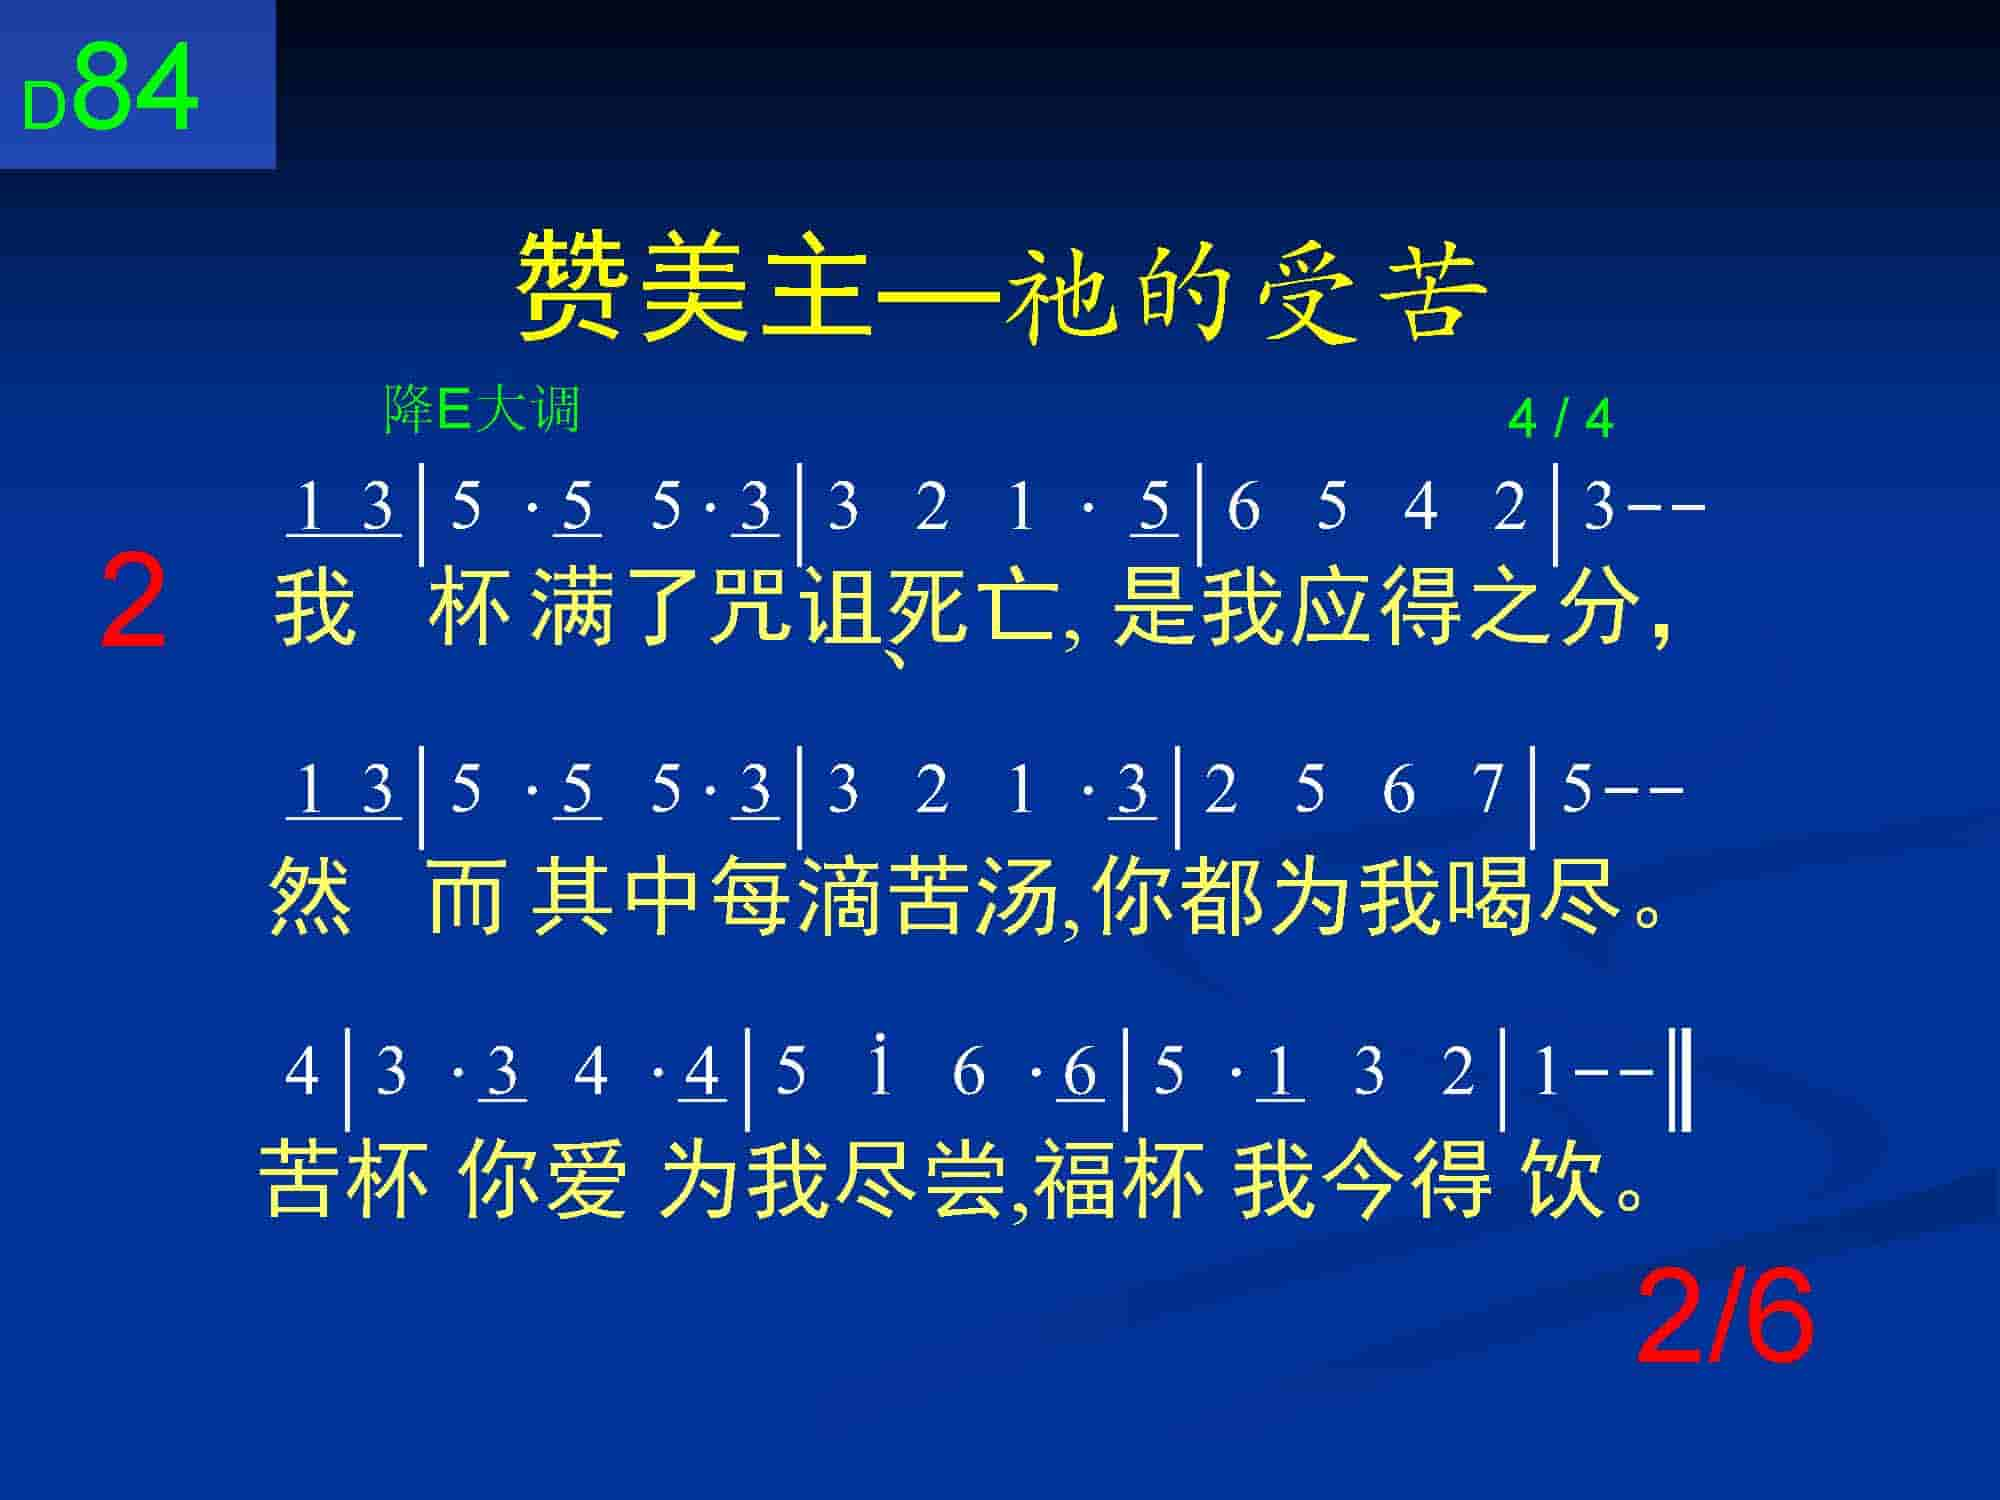 D84
赞美主—祂的受苦
降E大调 4 / 4
1 3|5 · 5 5 · 3|3 2 1 · 5|6 5 4 2|3--
2
我 杯 满了咒诅、死亡, 是我应得之分，
1 3|5 · 5 5 · 3|3 2 1 · 3|2 5 6 7|5--
然 而 其中每滴苦汤,你都为我喝尽。
4|3 · 3 4 · 4|5 i 6 · 6|5 · 1 3 2|1--‖
苦杯 你爱 为我尽尝,福杯 我今得 饮。
2/6